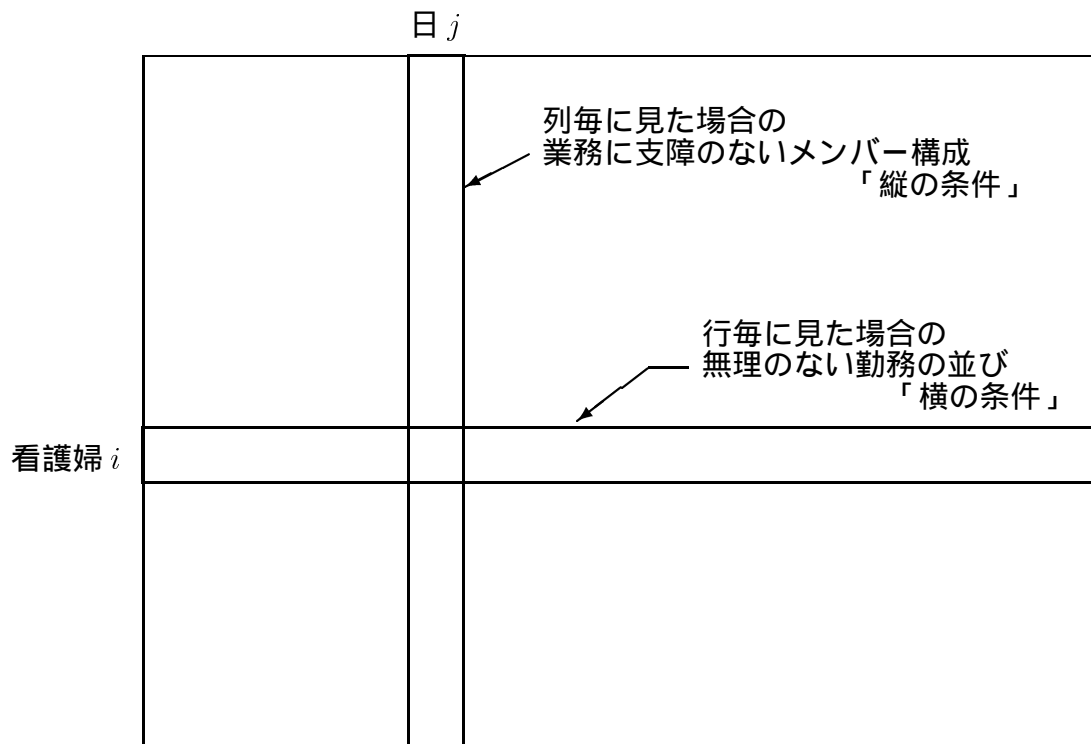 日 j
列毎に見た場合の
業務に支障のないメンバー構成
「縦の条件」
行毎に見た場合の
無理のない勤務の並び
「横の条件」
看護婦 i